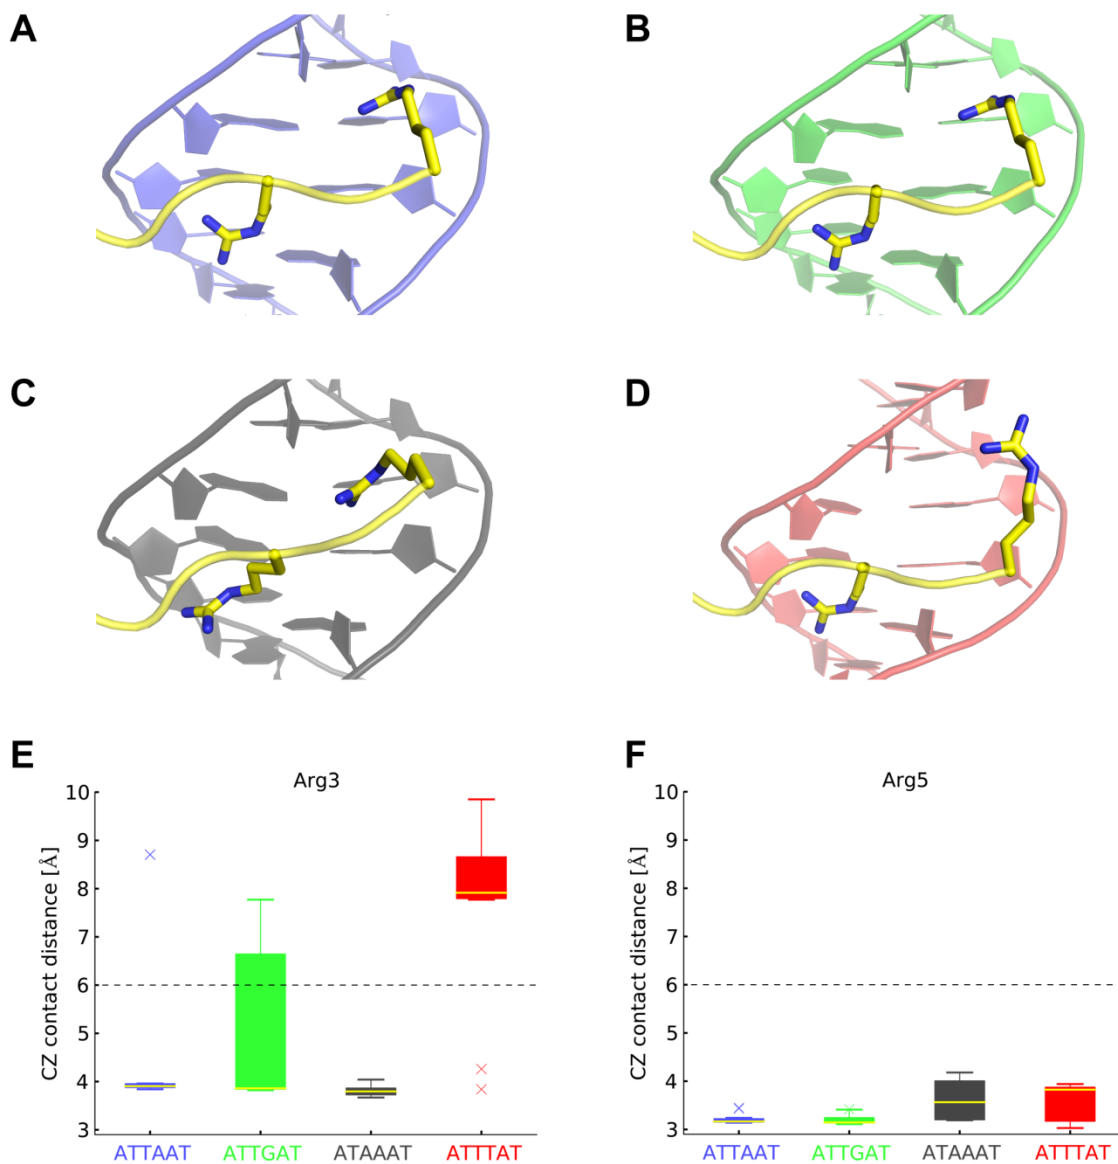 A
B
C
D
E
Arg3
CZ contact distance [Å]
10
9
8
7
6
5
4
3
ATTAAT ATTGAT ATAAAT ATTTAT
F
Arg5
CZ contact distance [Å]
10
9
8
7
6
5
4
3
ATTAAT ATTGAT ATAAAT ATTTAT